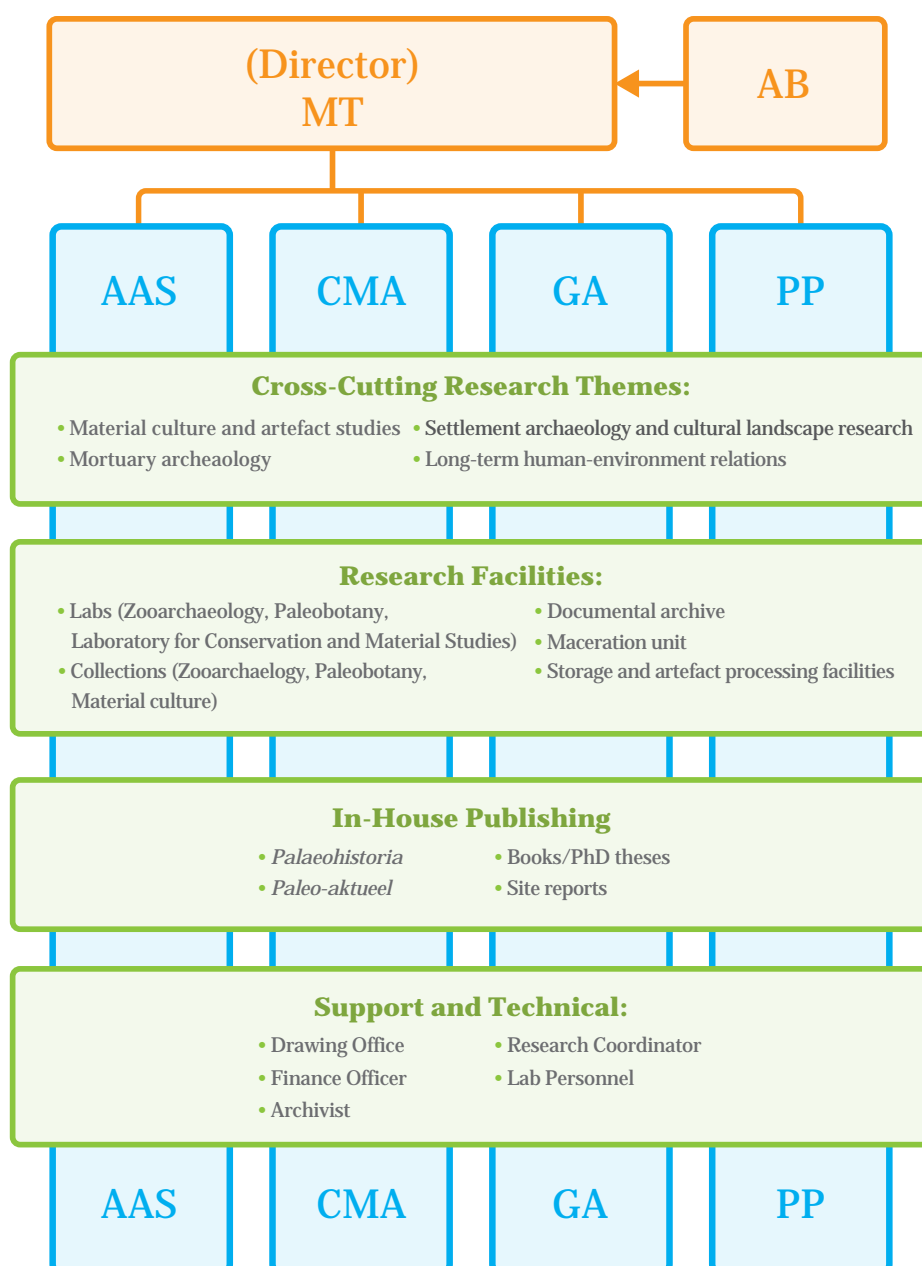 (Director)
MT
AB
AAS
CMA
GA
PP
Cross-Cutting Research Themes:
• Material culture and artefact studies
• Mortuary archeaology
• Settlement archaeology and cultural landscape research
• Long-term human-environment relations
Research Facilities:
• Labs (Zooarchaeology, Paleobotany,
Laboratory for Conservation and Material Studies)
• Collections (Zooarchaelogy, Paleobotany,
Material culture)
• Documental archive
• Maceration unit
• Storage and artefact processing facilities
In-House Publishing
• Palaeohistoria
• Paleo-aktueel
• Books/PhD theses
• Site reports
Support and Technical:
• Drawing Office
• Finance Officer
• Archivist
• Research Coordinator
• Lab Personnel
AAS
CMA
GA
PP